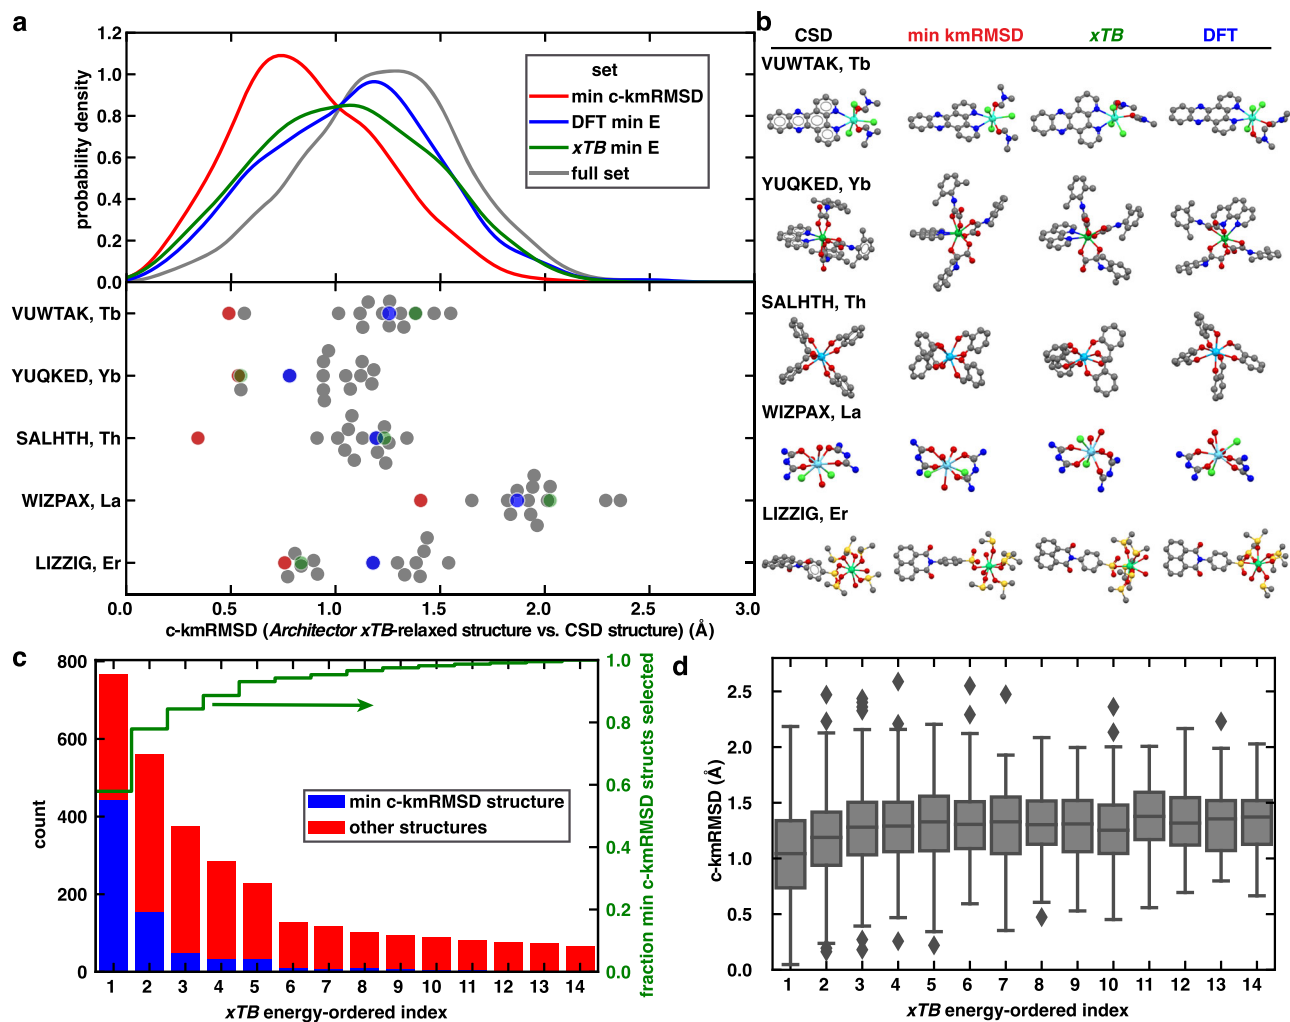 a
1.2
1.0
0.8
0.6
0.4
0.2
0.0
probability density
set
min c-kmRMSD
DFT min E
xTB min E
full set
VUWTAK, Tb
YUQKED, Yb
SALHTH, Th
WIZPAX, La
LIZZIG, Er
0.0 0.5 1.0 1.5 2.0 2.5 3.0
c-kmRMSD (Architector xTB-relaxed structure vs. CSD structure) (Å)
b
CSD min kmRMSD xTB DFT
VUWTAK, Tb
YUQKED, Yb
SALHTH, Th
WIZPAX, La
LIZZIG, Er
c
800
600
400
200
0
count
min c-kmRMSD structure
other structures
1.0
0.8
0.6
0.4
0.2
0.0
fraction min c-kmRMSD structs selected
1 2 3 4 5 6 7 8 9 10 11 12 13 14
xTB energy-ordered index
d
2.5
2.0
1.5
1.0
0.5
0.0
c-kmRMSD (Å)
1 2 3 4 5 6 7 8 9 10 11 12 13 14
xTB energy-ordered index